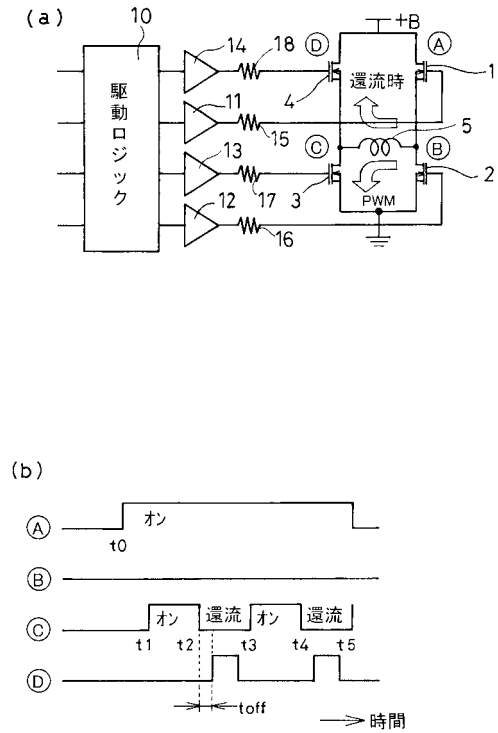 (a)
10
駆動ロジック
14
18
D
+B
A
1
4
還流時
11
15
5
C
B
13
17
3
2
PWM
12
16
(b)
A
オン
t0
B
C
オン
還流
オン
還流
t1
t2
t3
t4
t5
D
toff
時間